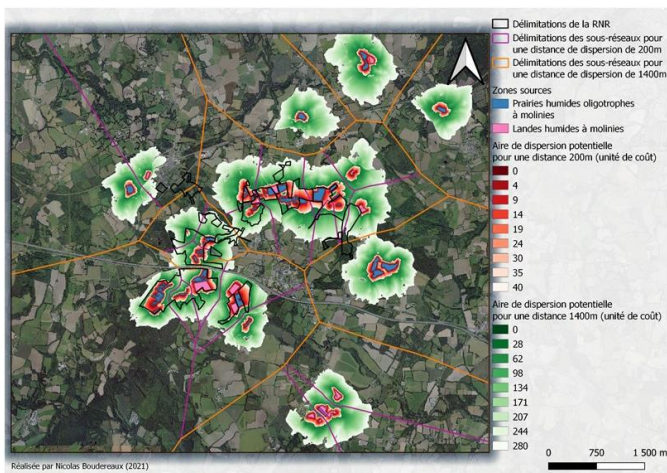 Délimitations de la RNR
Délimitations des sous-réseaux pour
une distance de dispersion de 200m
Délimitations des sous-réseaux pour
une distance de dispersion de 1400m
Zones sources
Prairies humides oligotrophes
à molinies
Landes humides à molinies
Aire de dispersion potentielle
pour une distance 200m (unité de coût)
0
4
9
14
19
24
30
35
40
Aire de dispersion potentielle
pour une distance 1400m (unité de coût)
0
28
62
98
134
171
207
244
280
0 750 1 500 m
Réalisée par Nicolas Boudereaux (2021)